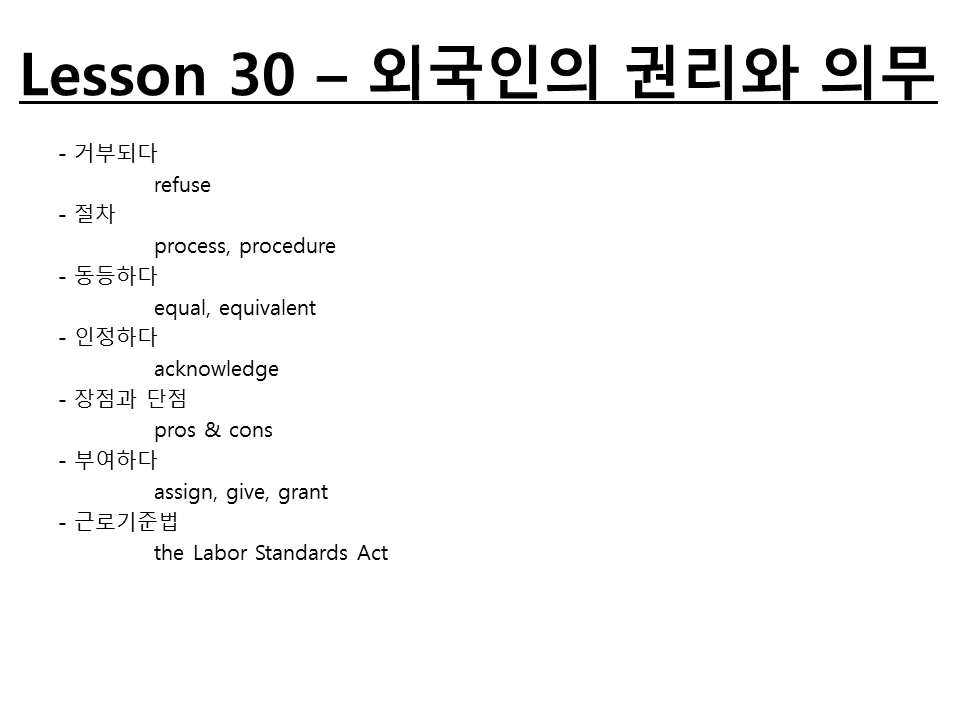 Lesson 30 – 외국인의 권리와 의무
- 거부되다
refuse
- 절차
process, procedure
- 동등하다
equal, equivalent
- 인정하다
acknowledge
- 장점과 단점
pros & cons
- 부여하다
assign, give, grant
- 근로기준법
the Labor Standards Act